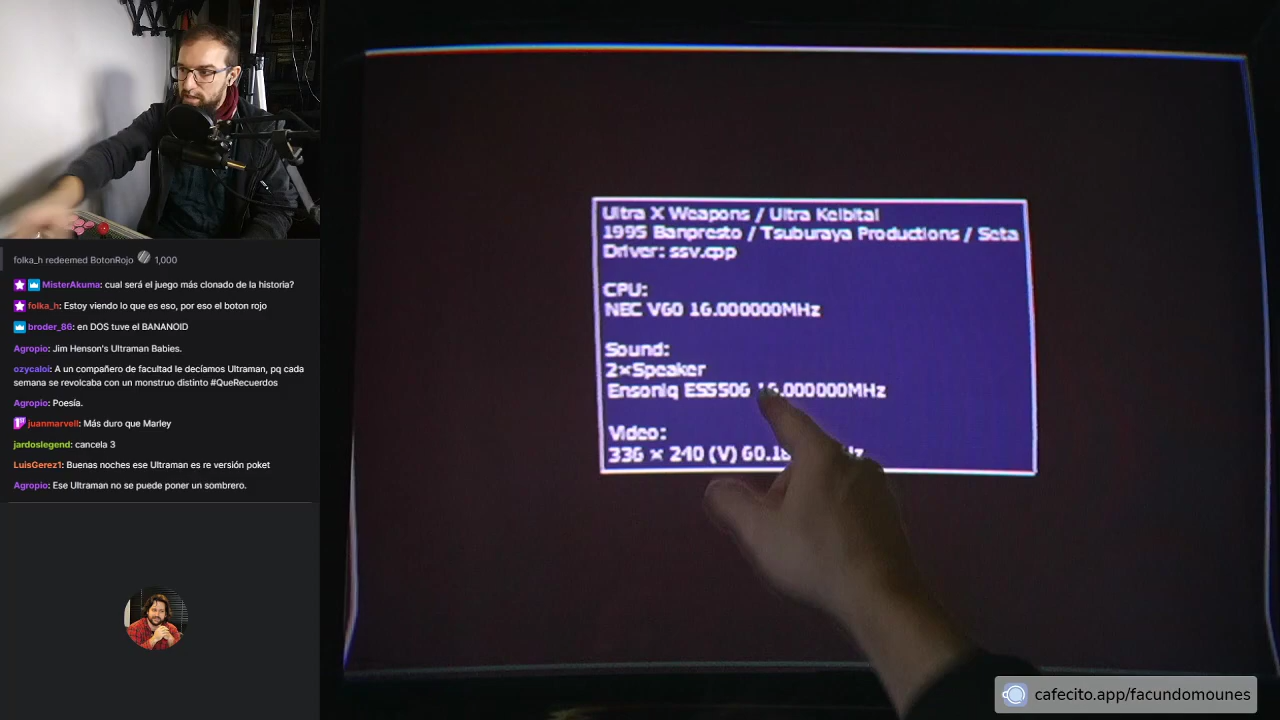 folka_h redeemed BotonRojo 1,000
MisterAkuma: cual será el juego más clonado de la historia?
folka_h: Estoy viendo lo que es eso, por eso el boton rojo
broder_86: en DOS tuve el BANANOID
Agropio: Jim Henson's Ultraman Babies.
ozycaloi: A un compañero de facultad le decíamos Ultraman, pq cada
semana se revolcaba con un monstruo distinto #QueRecuerdos
Agropio: Poesía.
juanmarvell: Más duro que Marley
jardoslegend: cancela 3
LuisGerez1: Buenas noches ese Ultraman es re versión poket
Agropio: Ese Ultraman no se puede poner un sombrero.
Ultra X Weapons / Ultra Keibitai
1995 Banpresto / Tsuburaya Productions / Seta
Driver: ssv.cpp
CPU:
NEC V60 16.000000MHz
Sound:
2×Speaker
Ensoniq ES5506 16.000000MHz
Video:
336 × 240 (V) 60.18 Hz
cafecito.app/facundomounes